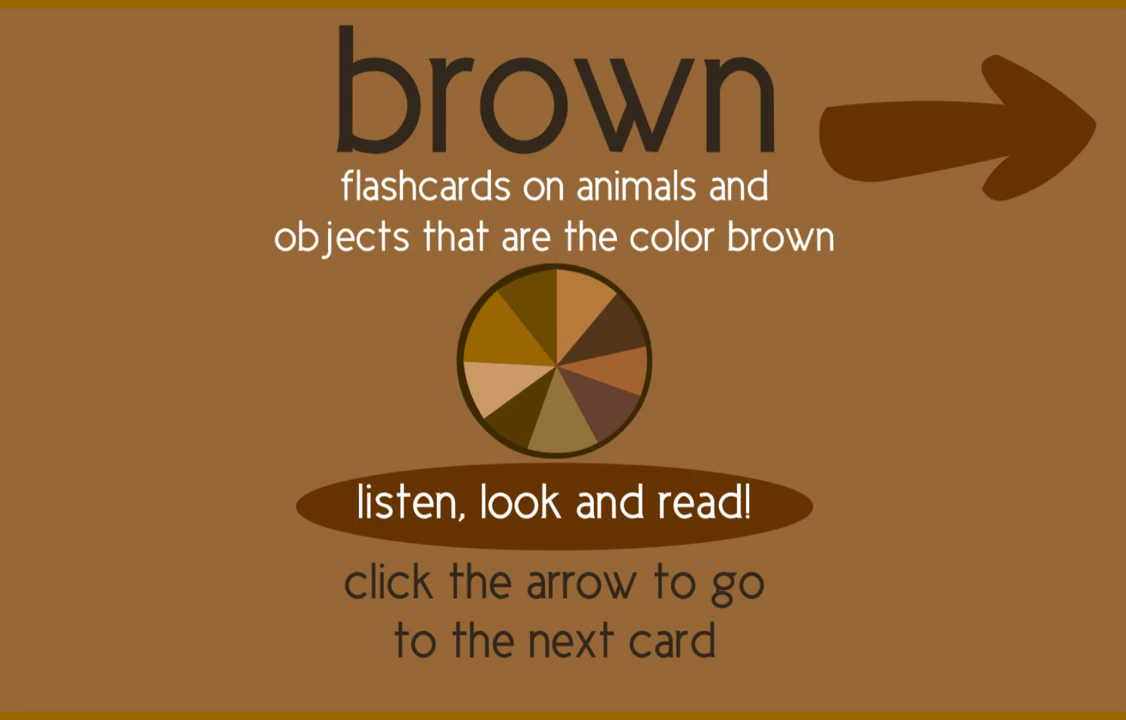 brown
flashcards on animals and
objects that are the color brown
listen, look and read!
click the arrow to go
to the next card